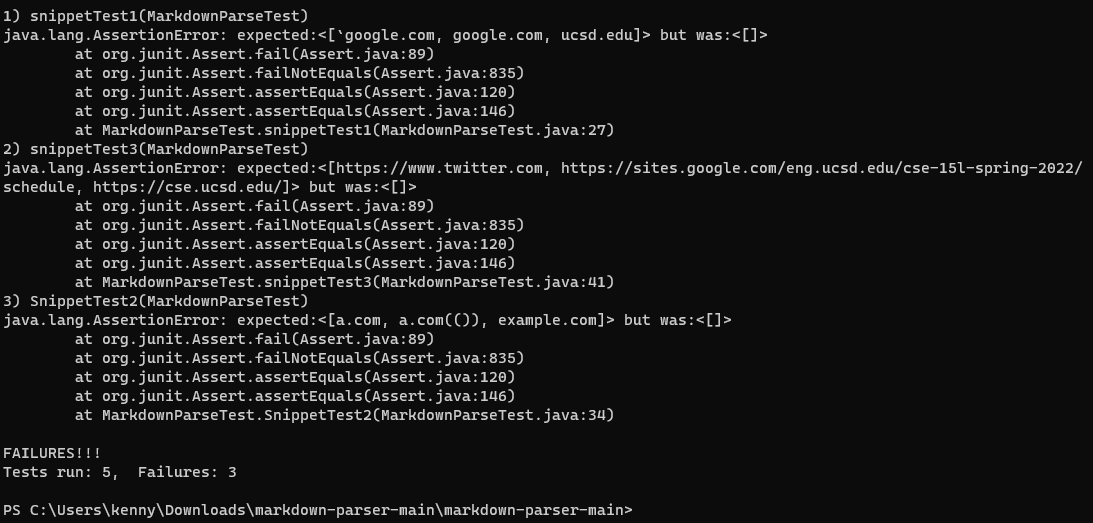 1) snippetTest1(MarkdownParseTest)
java.lang.AssertionError: expected:<[`google.com, google.com, ucsd.edu]> but was:<[]>
        at org.junit.Assert.fail(Assert.java:89)
        at org.junit.Assert.failNotEquals(Assert.java:835)
        at org.junit.Assert.assertEquals(Assert.java:120)
        at org.junit.Assert.assertEquals(Assert.java:146)
        at MarkdownParseTest.snippetTest1(MarkdownParseTest.java:27)
2) snippetTest3(MarkdownParseTest)
java.lang.AssertionError: expected:<[https://www.twitter.com, https://sites.google.com/eng.ucsd.edu/cse-15l-spring-2022/
schedule, https://cse.ucsd.edu/]> but was:<[]>
        at org.junit.Assert.fail(Assert.java:89)
        at org.junit.Assert.failNotEquals(Assert.java:835)
        at org.junit.Assert.assertEquals(Assert.java:120)
        at org.junit.Assert.assertEquals(Assert.java:146)
        at MarkdownParseTest.snippetTest3(MarkdownParseTest.java:41)
3) SnippetTest2(MarkdownParseTest)
java.lang.AssertionError: expected:<[a.com, a.com(()), example.com]> but was:<[]>
        at org.junit.Assert.fail(Assert.java:89)
        at org.junit.Assert.failNotEquals(Assert.java:835)
        at org.junit.Assert.assertEquals(Assert.java:120)
        at org.junit.Assert.assertEquals(Assert.java:146)
        at MarkdownParseTest.SnippetTest2(MarkdownParseTest.java:34)

FAILURES!!!
Tests run: 5,  Failures: 3

PS C:\Users\kenny\Downloads\markdown-parser-main\markdown-parser-main>